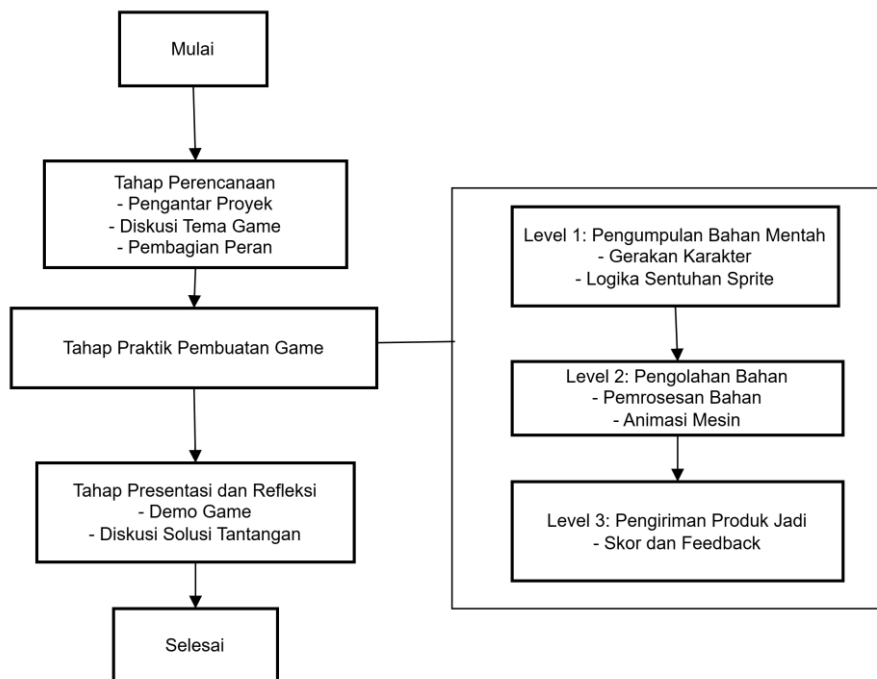 Mulai
Tahap Perencanaan
- Pengantar Proyek
- Diskusi Tema Game
- Pembagian Peran
Tahap Praktik Pembuatan Game
Tahap Presentasi dan Refleksi
- Demo Game
- Diskusi Solusi Tantangan
Selesai
Level 1: Pengumpulan Bahan Mentah
- Gerakan Karakter
- Logika Sentuhan Sprite
Level 2: Pengolahan Bahan
- Pemrosesan Bahan
- Animasi Mesin
Level 3: Pengiriman Produk Jadi
- Skor dan Feedback